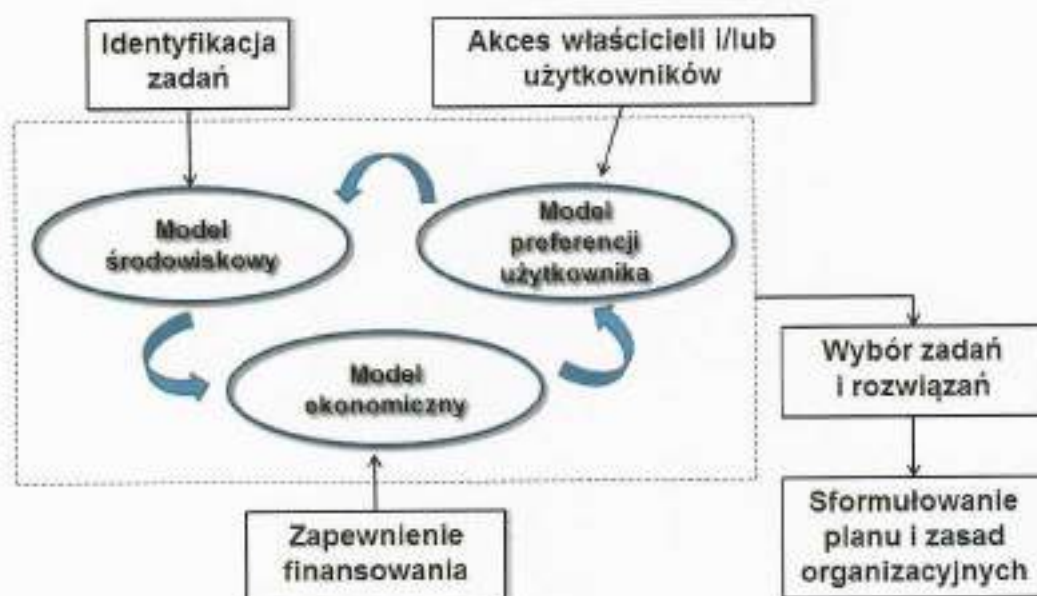 Identyfikacja
zadań
Akces właścicieli i/lub
użytkowników
Model
środowiskowy
Model
preferencji
użytkownika
Model
ekonomiczny
Wybór zadań
i rozwiązań
Zapewnienie
finansowania
Sformułowanie
planu i zasad
organizacyjnych